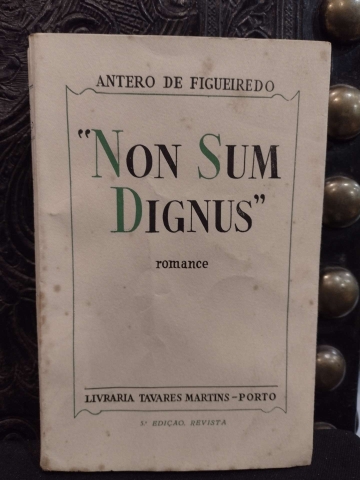 ANTERO DE FIGUEIREDO
"NON SUM
DIGNUS"
romance
LIVRARIA TAVARES MARTINS – PORTO
EDIÇÃO, REVISTA